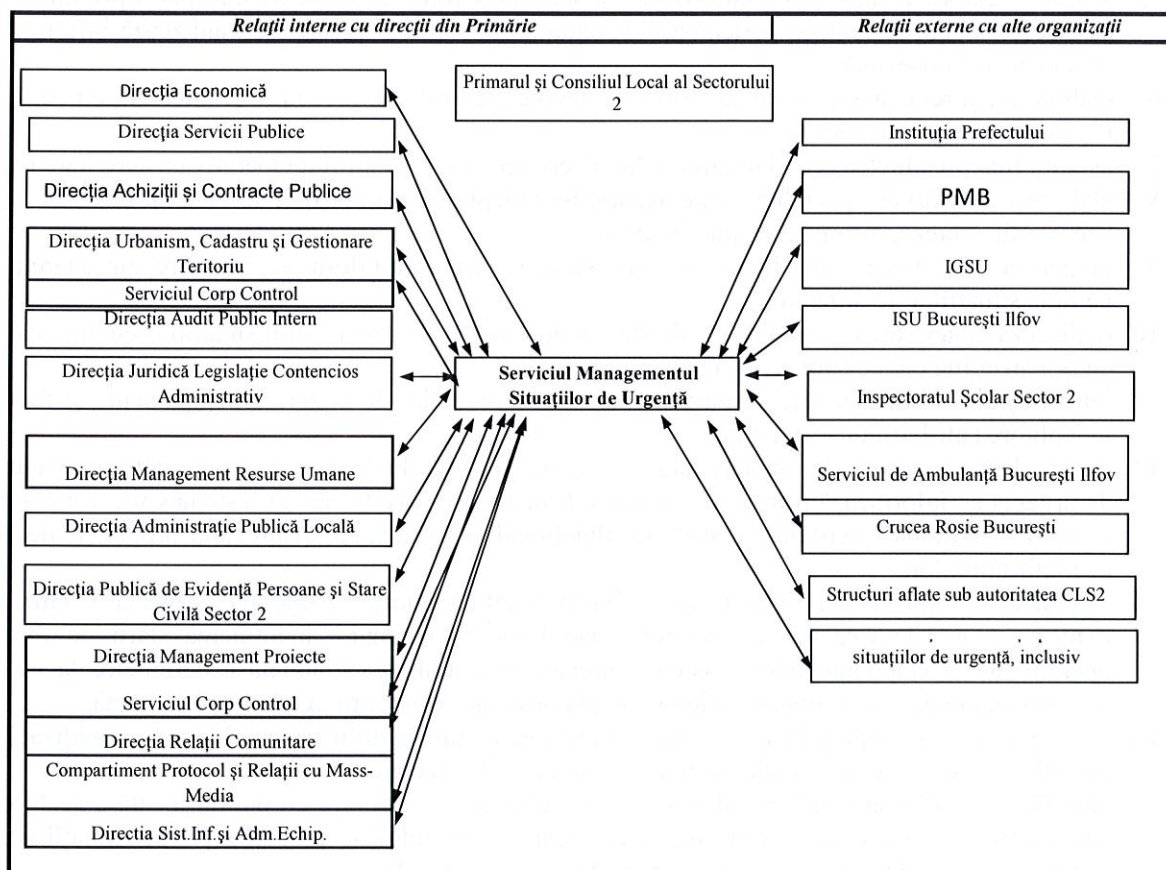 Relații interne cu direcții din Primărie
Relații externe cu alte organizații
Primarul și Consiliul Local al Sectorului
2
Direcția Economică
Direcția Servicii Publice
Direcția Achiziții și Contracte Publice
Direcția Urbanism, Cadastru și Gestionare
Teritoriu
Serviciul Corp Control
Direcția Audit Public Intern
Direcția Juridică Legislație Contencios
Administrativ
Direcția Management Resurse Umane
Direcția Administrație Publică Locală
Direcția Publică de Evidență Persoane și Stare
Civilă Sector 2
Direcția Management Proiecte
Serviciul Corp Control
Direcția Relații Comunitare
Compartiment Protocol și Relații cu Mass-
Media
Directia Sist.Inf.și Adm.Echip.
Serviciul Managementul
Situațiilor de Urgență
Instituția Prefectului
PMB
IGSU
ISU București Ilfov
Inspectoratul Școlar Sector 2
Serviciul de Ambulanță București Ilfov
Crucea Rosie București
Structuri aflate sub autoritatea CLS2
situațiilor de urgență, inclusiv